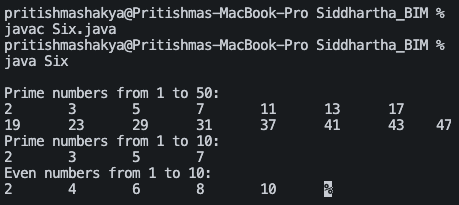 pritishmashakya@Pritishmas-MacBook-Pro Siddhartha_BIM %
javac Six.java
pritishmashakya@Pritishmas-MacBook-Pro Siddhartha_BIM %
java Six
Prime numbers from 1 to 50:
2 3 5 7 11 13 17
19 23 29 31 37 41 43 47
Prime numbers from 1 to 10:
2 3 5 7
Even numbers from 1 to 10:
2 4 6 8 10 %